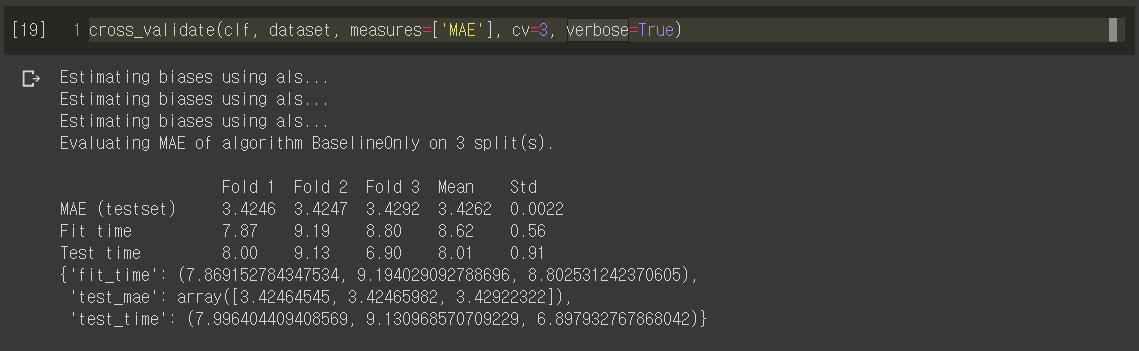 [19] 1 cross_validate(clf, dataset, measures=['MAE'], cv=3, verbose=True)
Estimating biases using als...
Estimating biases using als...
Estimating biases using als...
Evaluating MAE of algorithm BaselineOnly on 3 split(s).
Fold 1 Fold 2 Fold 3 Mean Std
MAE (testset) 3.4246 3.4247 3.4292 3.4262 0.0022
Fit time 7.87 9.19 8.80 8.62 0.56
Test time 8.00 9.13 6.90 8.01 0.91
{'fit_time': (7.869152784347534, 9.194029092788696, 8.802531242370605),
'test_mae': array([3.42464545, 3.42465982, 3.42922322]),
'test_time': (7.996404409408569, 9.130968570709229, 6.897932767868042)}